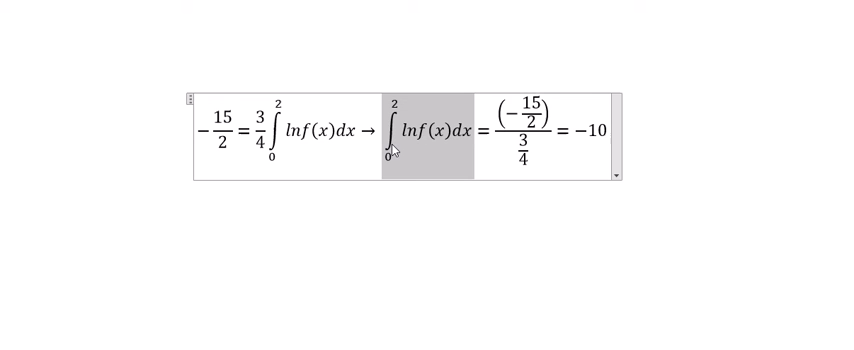 −15/2 = 3/4 ∫₀² lnf(x)dx → ∫₀² lnf(x)dx = (−15/2)/(3/4) = −10